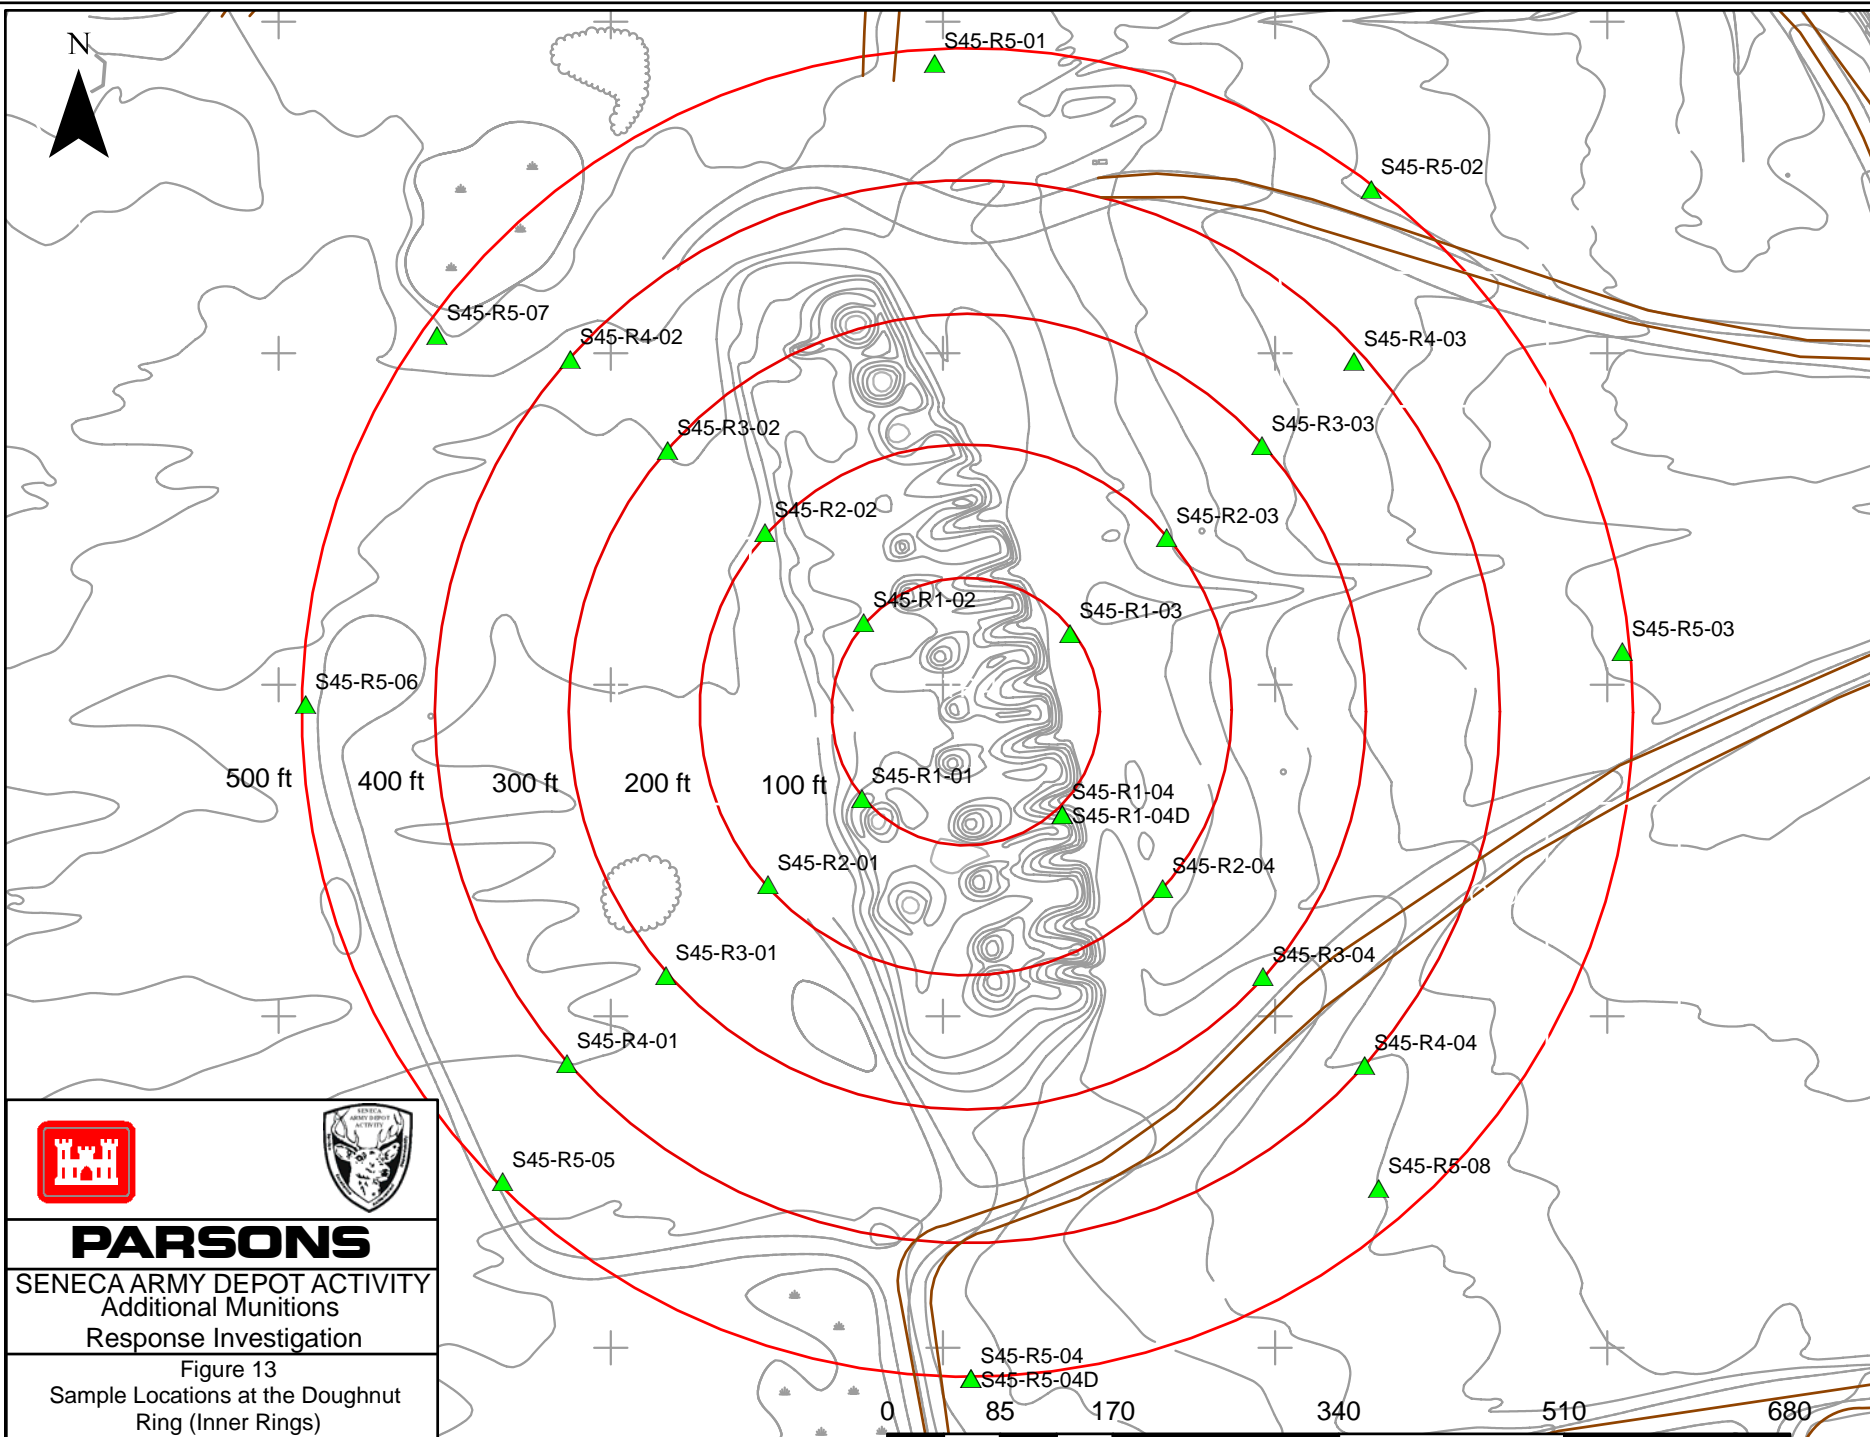 N
S45-R5-01
S45-R5-02
S45-R5-07
S45-R4-02
S45-R4-03
S45-R3-02
S45-R3-03
S45-R2-02
S45-R2-03
S45-R1-02
S45-R1-03
S45-R5-03
S45-R5-06
500 ft
400 ft
300 ft
200 ft
100 ft
S45-R1-01
S45-R1-04
S45-R1-04D
S45-R2-01
S45-R2-04
S45-R3-01
S45-R3-04
S45-R4-01
S45-R4-04
S45-R5-05
S45-R5-08
S45-R5-04
S45-R5-04D
0 85 170 340 510 680
SENECA
ARMY DEPOT
ACTIVITY
PARSONS
SENECA ARMY DEPOT ACTIVITY
Additional Munitions
Response Investigation
Figure 13
Sample Locations at the Doughnut
Ring (Inner Rings)